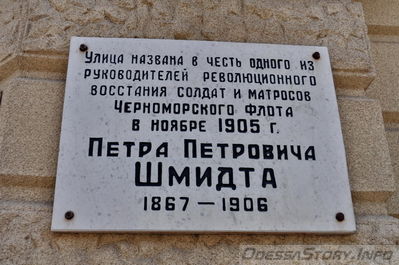 Улица названа в честь одного из
руководителей революционного
восстания солдат и матросов
Черноморского флота
в ноябре 1905 г.
Петра Петровича
Шмидта
1867 — 1906
OdessaStory.Info